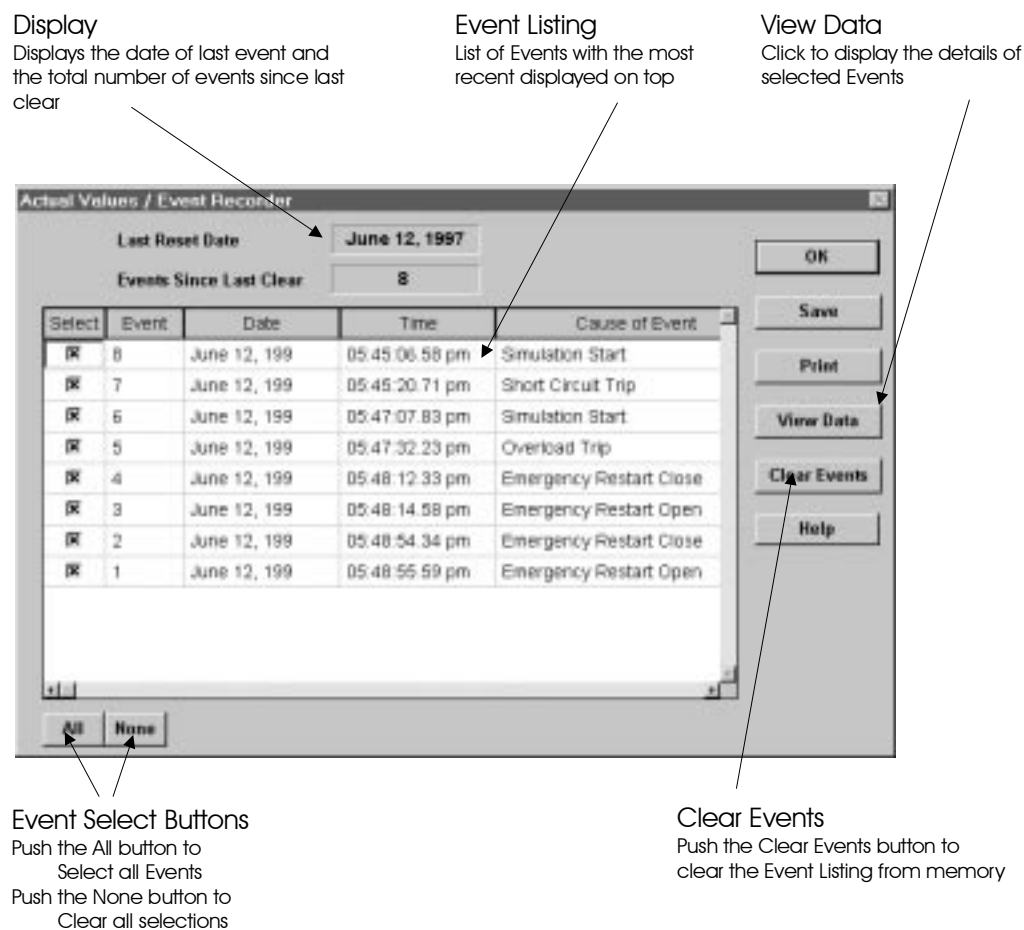 Display
Displays the date of last event and
the total number of events since last
clear
Event Listing
List of Events with the most
recent displayed on top
View Data
Click to display the details of
selected Events
Actual Values / Event Recorder
Last Reset Date June 12, 1997
Events Since Last Clear 8
OK
Save
Print
View Data
Clear Events
Help
Select Event Date Time Cause of Event
8 June 12, 199 05:45:06.58 pm Simulation Start
7 June 12, 199 05:45:20.71 pm Short Circuit Trip
6 June 12, 199 05:47:07.83 pm Simulation Start
5 June 12, 199 05:47:32.23 pm Overload Trip
4 June 12, 199 05:48:12.33 pm Emergency Restart Close
3 June 12, 199 05:48:14.58 pm Emergency Restart Open
2 June 12, 199 05:48:54.34 pm Emergency Restart Close
1 June 12, 199 05:48:55.59 pm Emergency Restart Open
All None
Event Select Buttons
Push the All button to
Select all Events
Push the None button to
Clear all selections
Clear Events
Push the Clear Events button to
clear the Event Listing from memory